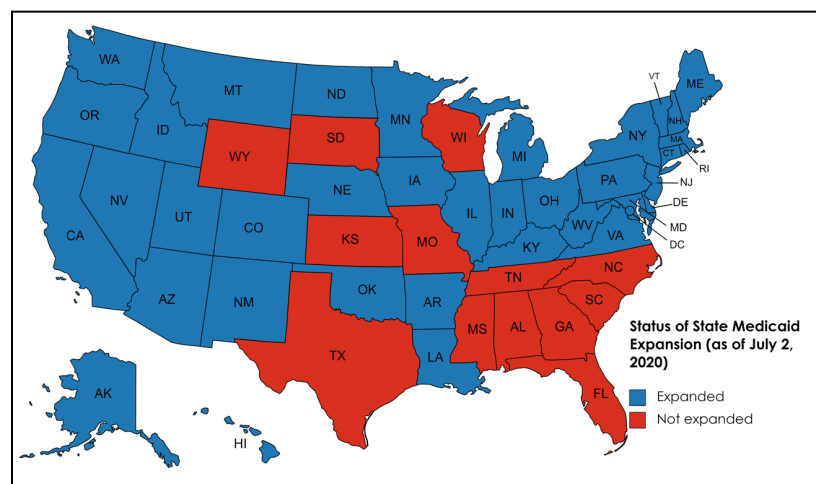 WA
MT
ND
MN
VT
ME
OR
ID
SD
WI
NH
NY
MA
WY
MI
CT
RI
IA
PA
NJ
NE
NV
OH
IL
IN
DE
UT
CO
MD
CA
WV
VA
KS
MO
KY
DC
NC
TN
OK
AZ
NM
AR
SC
MS
AL
GA
TX
LA
Status of State Medicaid
Expansion (as of July 2,
2020)
AK
FL
Expanded
Not expanded
HI